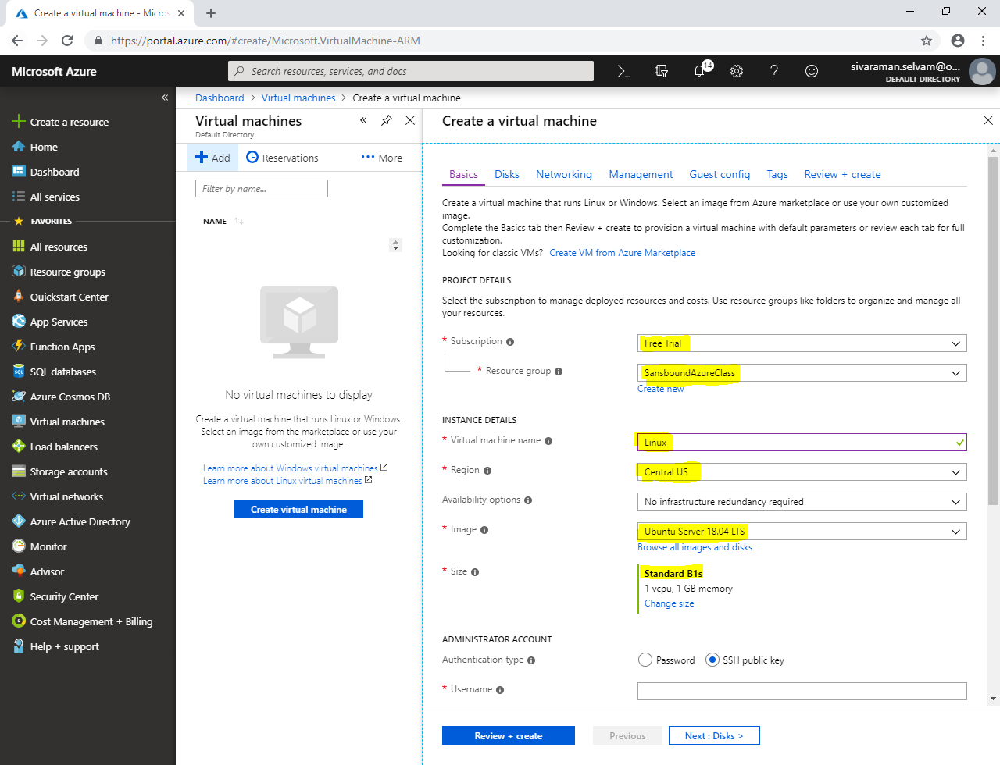 Create a virtual machine - Micros
https://portal.azure.com/#create/Microsoft.VirtualMachine-ARM
Microsoft Azure
Search resources, services, and docs
14
sivaraman.selvam@o...
DEFAULT DIRECTORY
Create a resource
Home
Dashboard
All services
FAVORITES
All resources
Resource groups
Quickstart Center
App Services
Function Apps
SQL databases
Azure Cosmos DB
Virtual machines
Load balancers
Storage accounts
Virtual networks
Azure Active Directory
Monitor
Advisor
Security Center
Cost Management + Billing
Help + support
Dashboard > Virtual machines > Create a virtual machine
Virtual machines
Default Directory
Add
Reservations
More
Filter by name...
NAME
No virtual machines to display
Create a virtual machine that runs Linux or Windows.
Select an image from the marketplace or use your
own customized image.
Learn more about Windows virtual machines
Learn more about Linux virtual machines
Create virtual machine
Create a virtual machine
Basics
Disks
Networking
Management
Guest config
Tags
Review + create
Create a virtual machine that runs Linux or Windows. Select an image from Azure marketplace or use your own customized
image.
Complete the Basics tab then Review + create to provision a virtual machine with default parameters or review each tab for full
customization.
Looking for classic VMs? Create VM from Azure Marketplace
PROJECT DETAILS
Select the subscription to manage deployed resources and costs. Use resource groups like folders to organize and manage all
your resources.
* Subscription
Free Trial
* Resource group
SansboundAzureClass
Create new
INSTANCE DETAILS
* Virtual machine name
Linux
* Region
Central US
Availability options
No infrastructure redundancy required
* Image
Ubuntu Server 18.04 LTS
Browse all images and disks
* Size
Standard B1s
1 vcpu, 1 GB memory
Change size
ADMINISTRATOR ACCOUNT
Authentication type
Password
SSH public key
* Username
Review + create
Previous
Next : Disks >